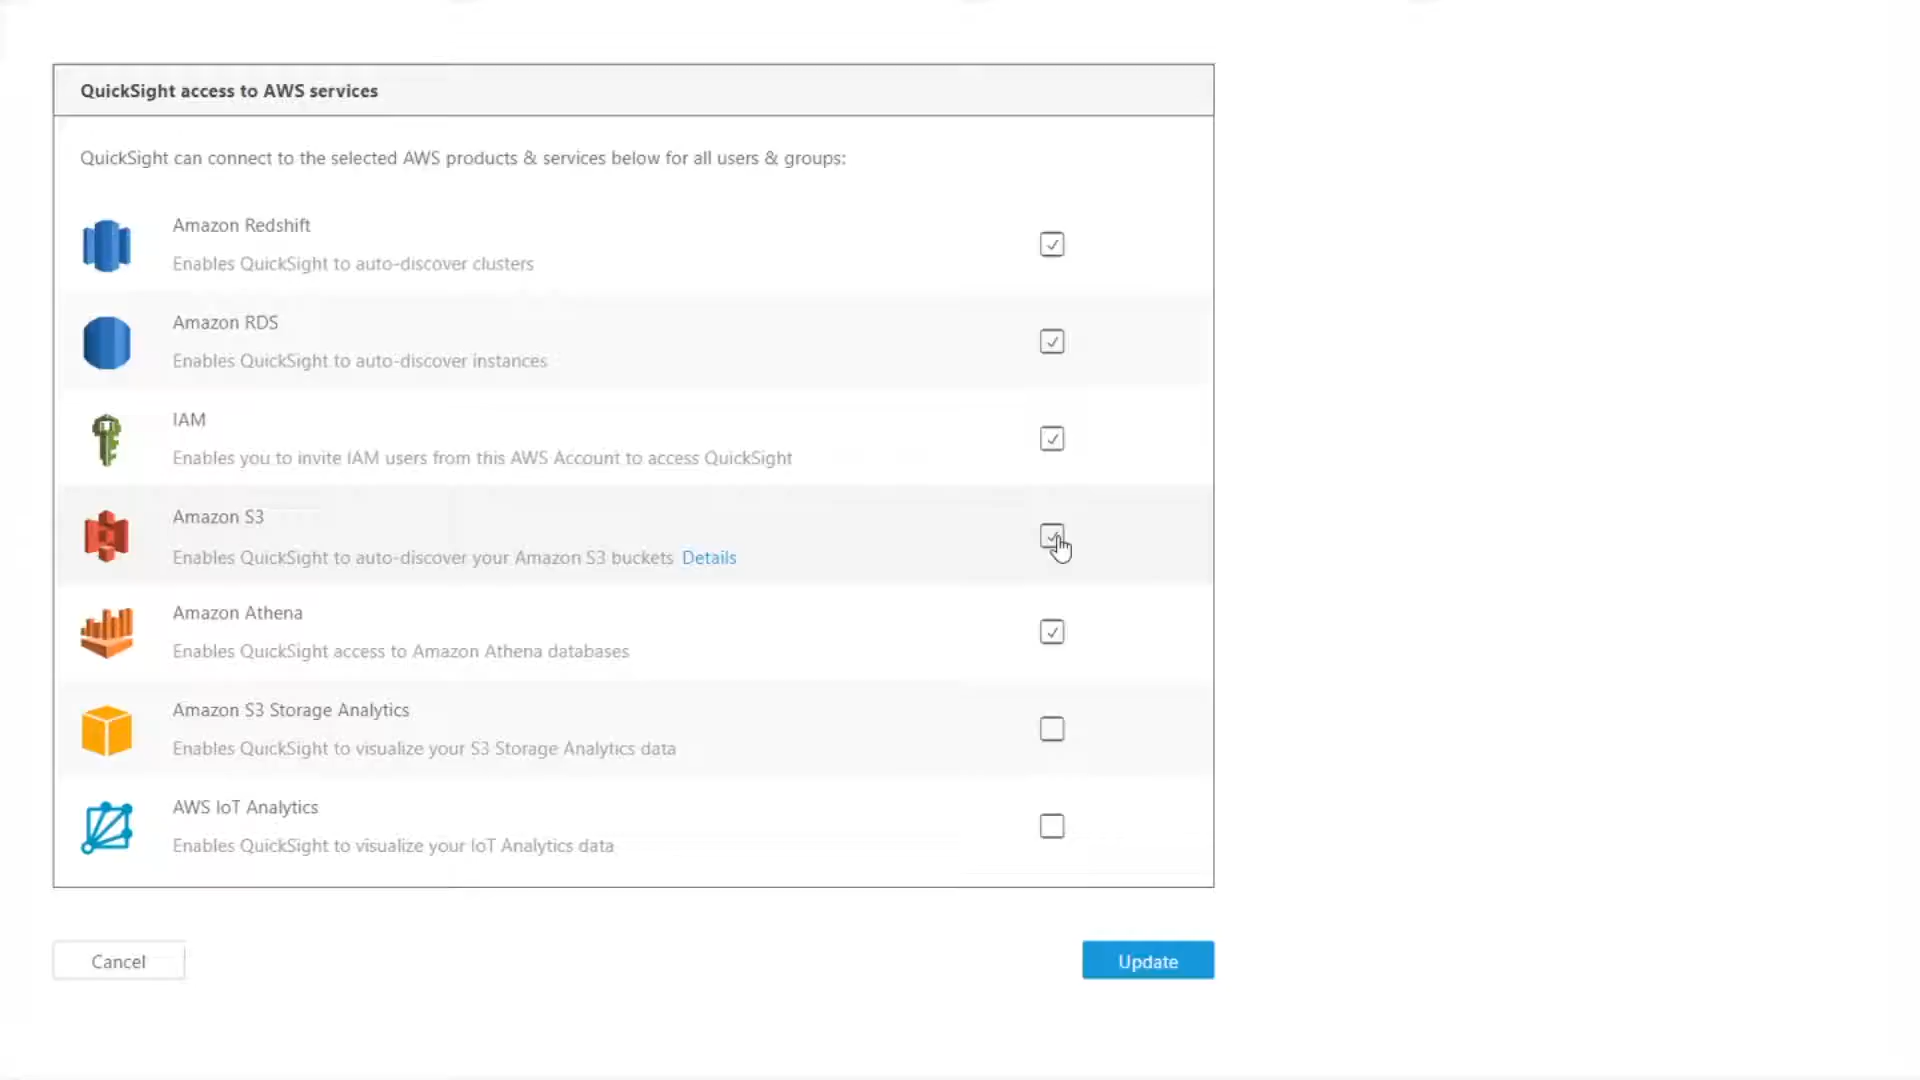 QuickSight access to AWS services
QuickSight can connect to the selected AWS products & services below for all users & groups:
Amazon Redshift
Enables QuickSight to auto-discover clusters
Amazon RDS
Enables QuickSight to auto-discover instances
IAM
Enables you to invite IAM users from this AWS Account to access QuickSight
Amazon S3
Enables QuickSight to auto-discover your Amazon S3 buckets Details
Amazon Athena
Enables QuickSight access to Amazon Athena databases
Amazon S3 Storage Analytics
Enables QuickSight to visualize your S3 Storage Analytics data
AWS IoT Analytics
Enables QuickSight to visualize your IoT Analytics data
Cancel
Update